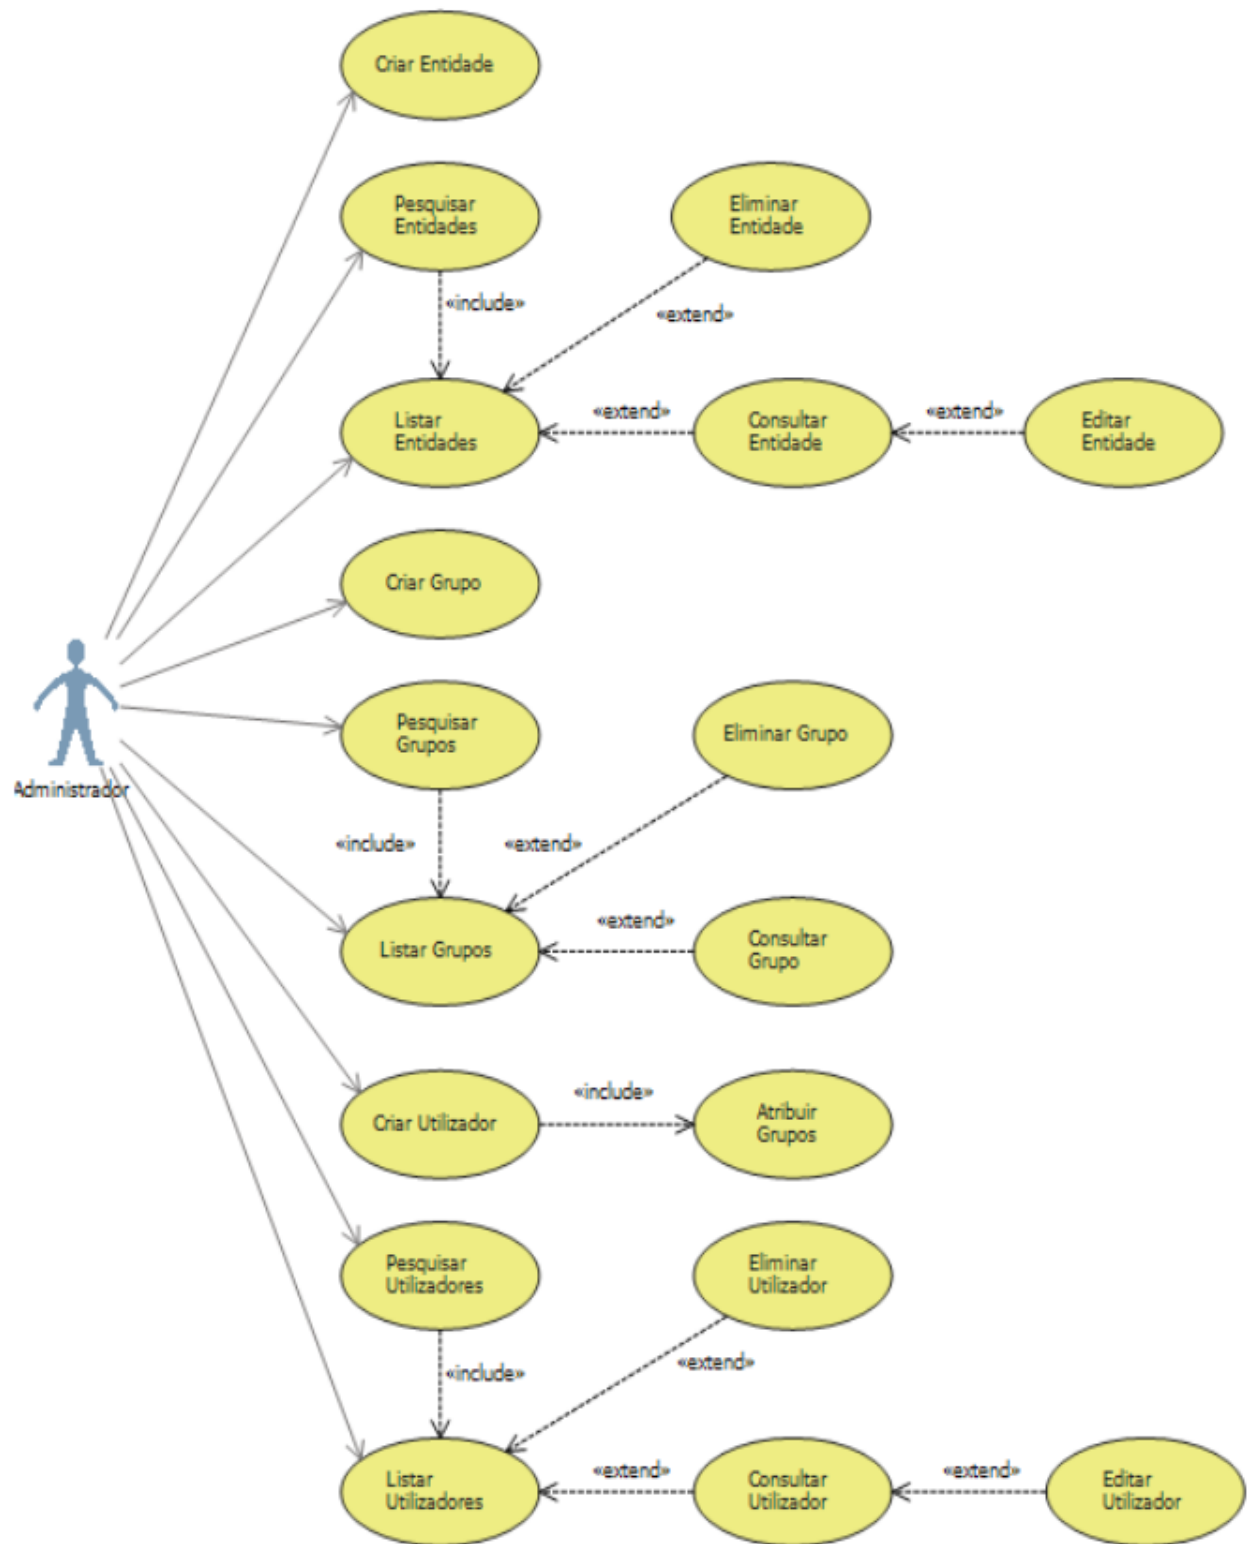 Criar Entidade
Pesquisar
Entidades
Eliminar
Entidade
«include»
«extend»
Listar
Entidades
«extend»
Consultar
Entidade
«extend»
Editar
Entidade
Criar Grupo
Administrador
Pesquisar
Grupos
Eliminar Grupo
«include»
«extend»
Listar Grupos
«extend»
Consultar
Grupo
Criar Utilizador
«include»
Atribuir
Grupos
Pesquisar
Utilizadores
Eliminar
Utilizador
«include»
«extend»
Listar
Utilizadores
«extend»
Consultar
Utilizador
«extend»
Editar
Utilizador